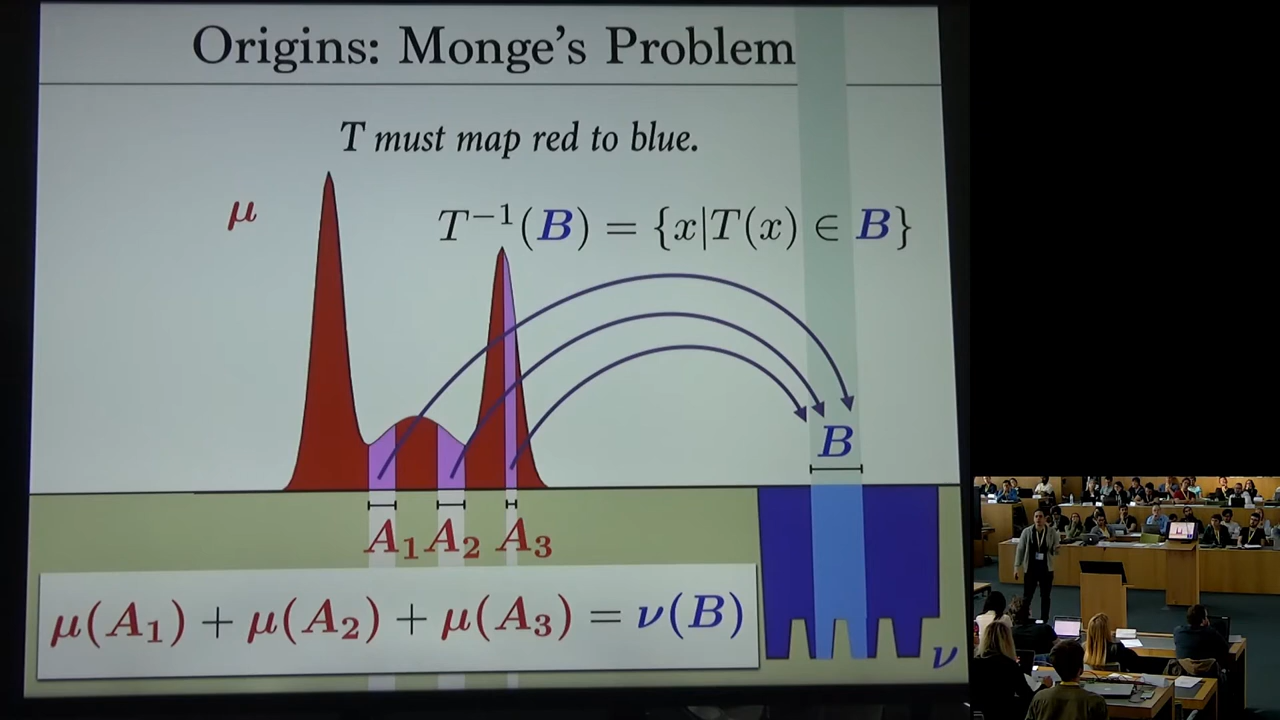 Origins: Monge's Problem
T must map red to blue.
μ
T⁻¹(B) = {x|T(x) ∈ B}
B
A₁ A₂ A₃
μ(A₁) + μ(A₂) + μ(A₃) = ν(B)
ν